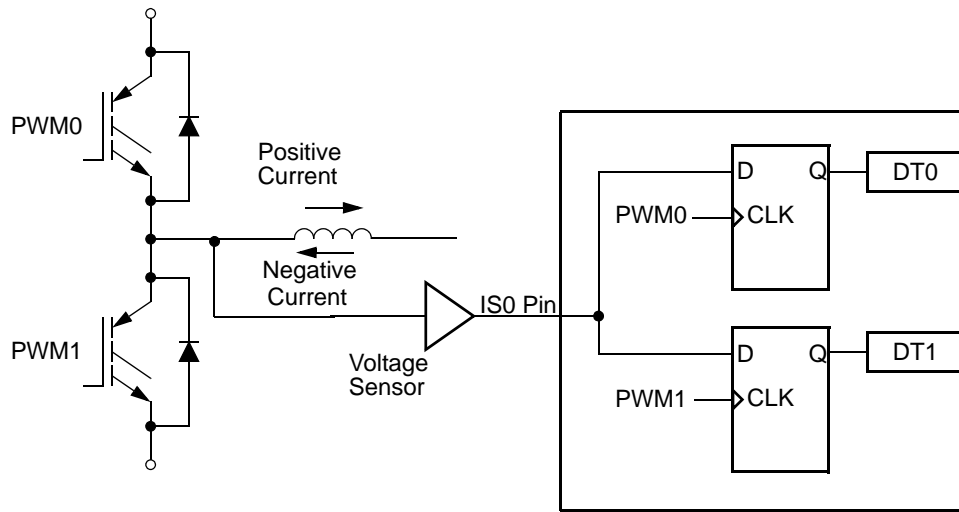 PWM0
Positive
Current
Negative
Current
PWM1
Voltage
Sensor
IS0 Pin
D
Q
DT0
PWM0
CLK
D
Q
DT1
PWM1
CLK